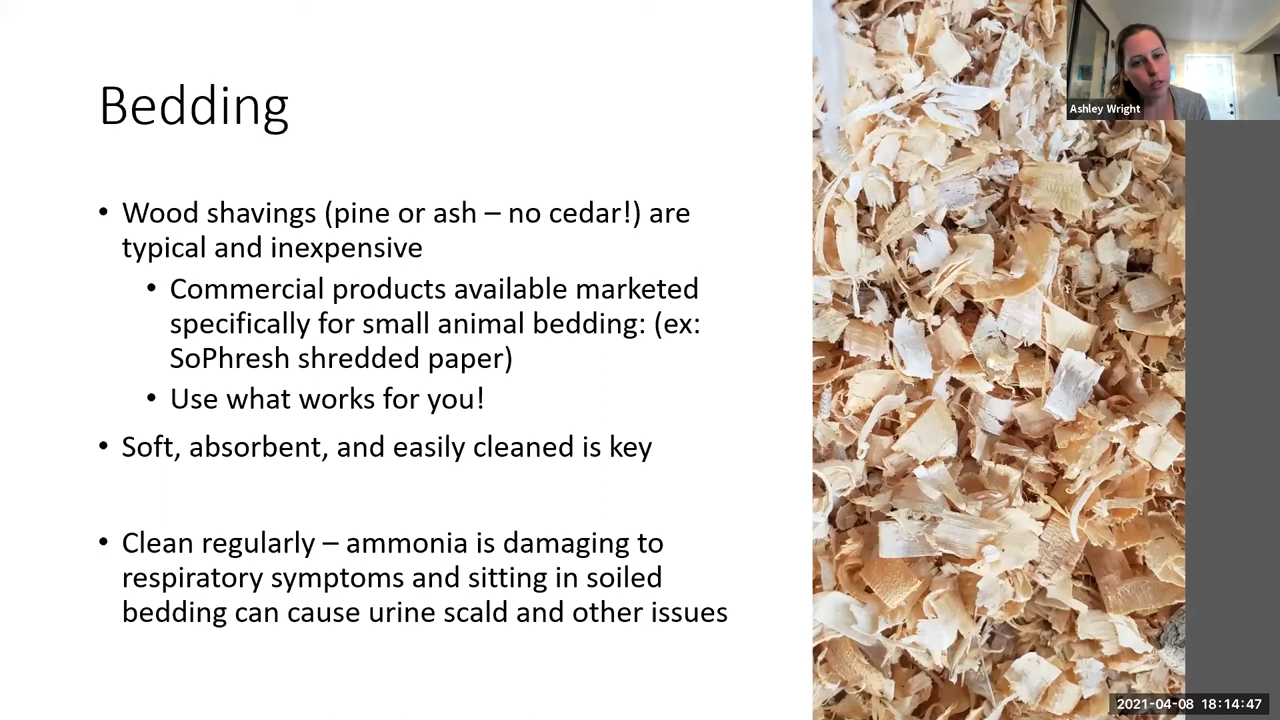 Bedding
• Wood shavings (pine or ash – no cedar!) are
typical and inexpensive
• Commercial products available marketed
specifically for small animal bedding: (ex:
SoPhresh shredded paper)
• Use what works for you!
• Soft, absorbent, and easily cleaned is key
• Clean regularly – ammonia is damaging to
respiratory symptoms and sitting in soiled
bedding can cause urine scald and other issues
Ashley Wright
2021-04-08 18:14:47